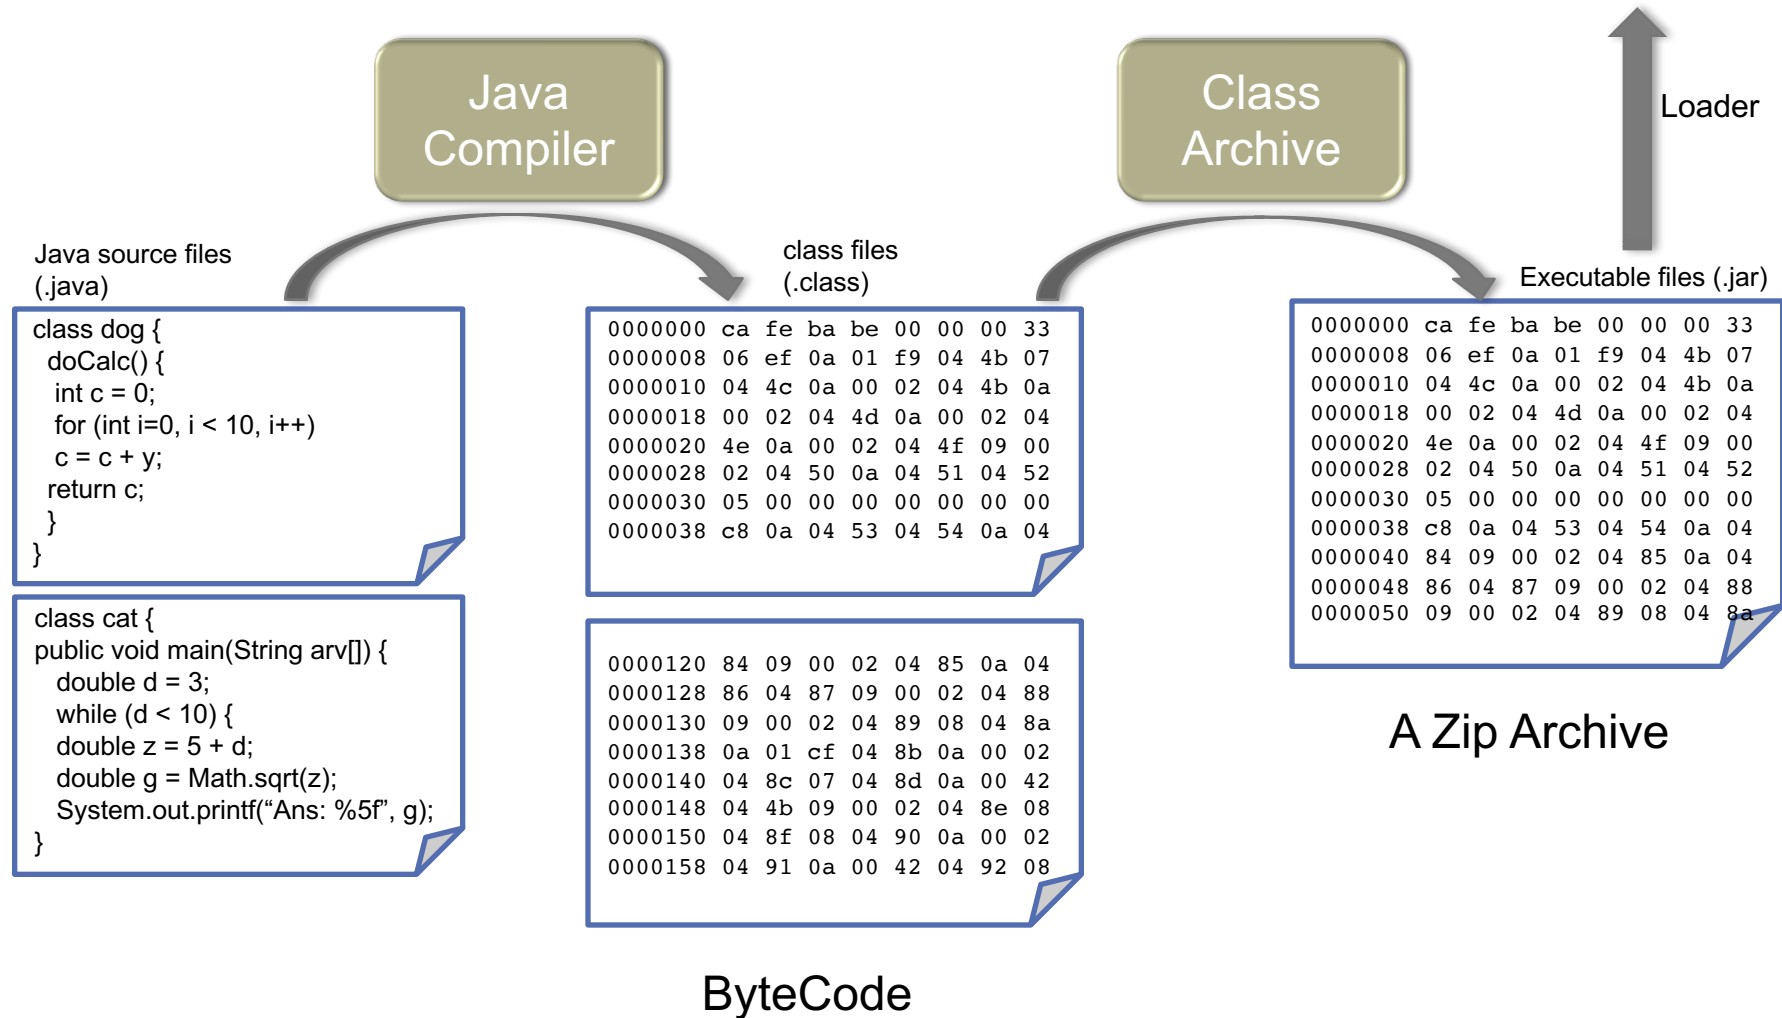 Java
Compiler
Class
Archive
Loader
Java source files
(.java)
class files
(.class)
Executable files (.jar)
class dog {
doCalc() {
int c = 0;
for (int i=0, i < 10, i++)
c = c + y;
return c;
}
}
class cat {
public void main(String arv[]) {
double d = 3;
while (d < 10) {
double z = 5 + d;
double g = Math.sqrt(z);
System.out.printf(“Ans: %5f”, g);
}
0000000 ca fe ba be 00 00 00 33
0000008 06 ef 0a 01 f9 04 4b 07
0000010 04 4c 0a 00 02 04 4b 0a
0000018 00 02 04 4d 0a 00 02 04
0000020 4e 0a 00 02 04 4f 09 00
0000028 02 04 50 0a 04 51 04 52
0000030 05 00 00 00 00 00 00 00
0000038 c8 0a 04 53 04 54 0a 04
0000120 84 09 00 02 04 85 0a 04
0000128 86 04 87 09 00 02 04 88
0000130 09 00 02 04 89 08 04 8a
0000138 0a 01 cf 04 8b 0a 00 02
0000140 04 8c 07 04 8d 0a 00 42
0000148 04 4b 09 00 02 04 8e 08
0000150 04 8f 08 04 90 0a 00 02
0000158 04 91 0a 00 42 04 92 08
ByteCode
0000000 ca fe ba be 00 00 00 33
0000008 06 ef 0a 01 f9 04 4b 07
0000010 04 4c 0a 00 02 04 4b 0a
0000018 00 02 04 4d 0a 00 02 04
0000020 4e 0a 00 02 04 4f 09 00
0000028 02 04 50 0a 04 51 04 52
0000030 05 00 00 00 00 00 00 00
0000038 c8 0a 04 53 04 54 0a 04
0000040 84 09 00 02 04 85 0a 04
0000048 86 04 87 09 00 02 04 88
0000050 09 00 02 04 89 08 04 8a
A Zip Archive